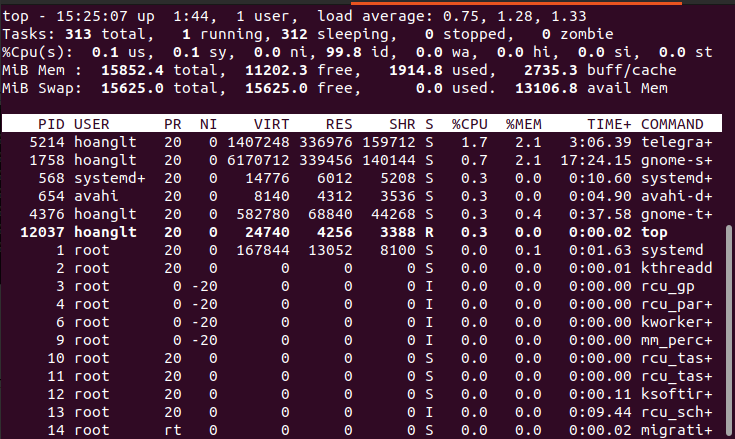 top - 15:25:07 up  1:44,  1 user,  load average: 0.75, 1.28, 1.33
Tasks: 313 total,   1 running, 312 sleeping,   0 stopped,   0 zombie
%Cpu(s):  0.1 us,  0.1 sy,  0.0 ni, 99.8 id,  0.0 wa,  0.0 hi,  0.0 si,  0.0 st
MiB Mem :  15852.4 total,  11202.3 free,   1914.8 used,   2735.3 buff/cache
MiB Swap:  15625.0 total,  15625.0 free,      0.0 used.  13106.8 avail Mem
PID USER      PR  NI    VIRT    RES    SHR S  %CPU  %MEM     TIME+ COMMAND
5214 hoanglt   20   0 1407248 336976 159712 S   1.7   2.1   3:06.39 telegra+
1758 hoanglt   20   0 6170712 339456 140144 S   0.7   2.1  17:24.15 gnome-s+
568 systemd+  20   0   14776   6012   5208 S   0.3   0.0   0:10.60 systemd+
654 avahi     20   0    8140   4312   3536 S   0.3   0.0   0:04.90 avahi-d+
4376 hoanglt   20   0  582780  68840  44268 S   0.3   0.4   0:37.58 gnome-t+
12037 hoanglt   20   0   24740   4256   3388 R   0.3   0.0   0:00.02 top
1 root      20   0  167844  13052   8100 S   0.0   0.1   0:01.63 systemd
2 root      20   0       0      0      0 S   0.0   0.0   0:00.01 kthreadd
3 root       0 -20       0      0      0 I   0.0   0.0   0:00.00 rcu_gp
4 root       0 -20       0      0      0 I   0.0   0.0   0:00.00 rcu_par+
6 root       0 -20       0      0      0 I   0.0   0.0   0:00.00 kworker+
9 root       0 -20       0      0      0 I   0.0   0.0   0:00.00 mm_perc+
10 root      20   0       0      0      0 S   0.0   0.0   0:00.00 rcu_tas+
11 root      20   0       0      0      0 S   0.0   0.0   0:00.00 rcu_tas+
12 root      20   0       0      0      0 S   0.0   0.0   0:00.11 ksoftir+
13 root      20   0       0      0      0 I   0.0   0.0   0:09.44 rcu_sch+
14 root      rt   0       0      0      0 S   0.0   0.0   0:00.02 migrati+